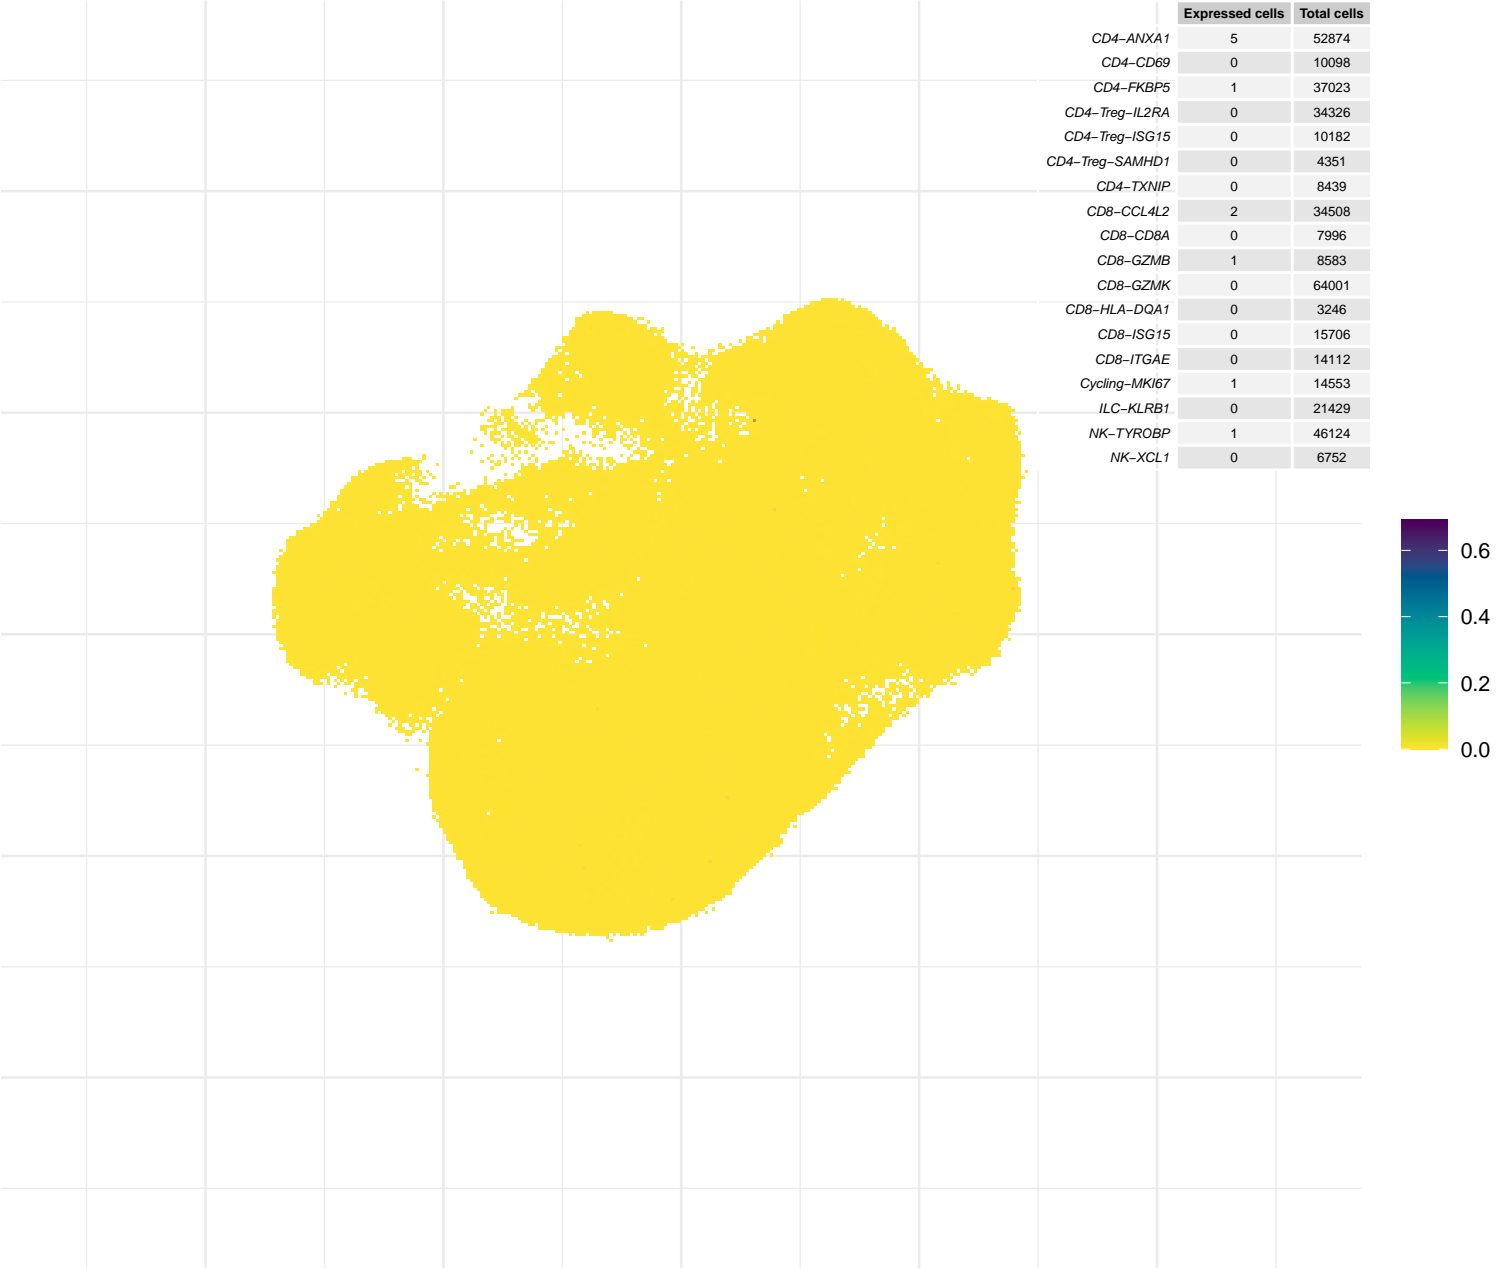 Expressed cells Total cells
CD4−ANXA1 5 52874
CD4−CD69 0 10098
CD4−FKBP5 1 37023
CD4−Treg−IL2RA 0 34326
CD4−Treg−ISG15 0 10182
CD4−Treg−SAMHD1 0 4351
CD4−TXNIP 0 8439
CD8−CCL4L2 2 34508
CD8−CD8A 0 7996
CD8−GZMB 1 8583
CD8−GZMK 0 64001
CD8−HLA−DQA1 0 3246
CD8−ISG15 0 15706
CD8−ITGAE 0 14112
Cycling−MKI67 1 14553
ILC−KLRB1 0 21429
NK−TYROBP 1 46124
NK−XCL1 0 6752
0.6
0.4
0.2
0.0